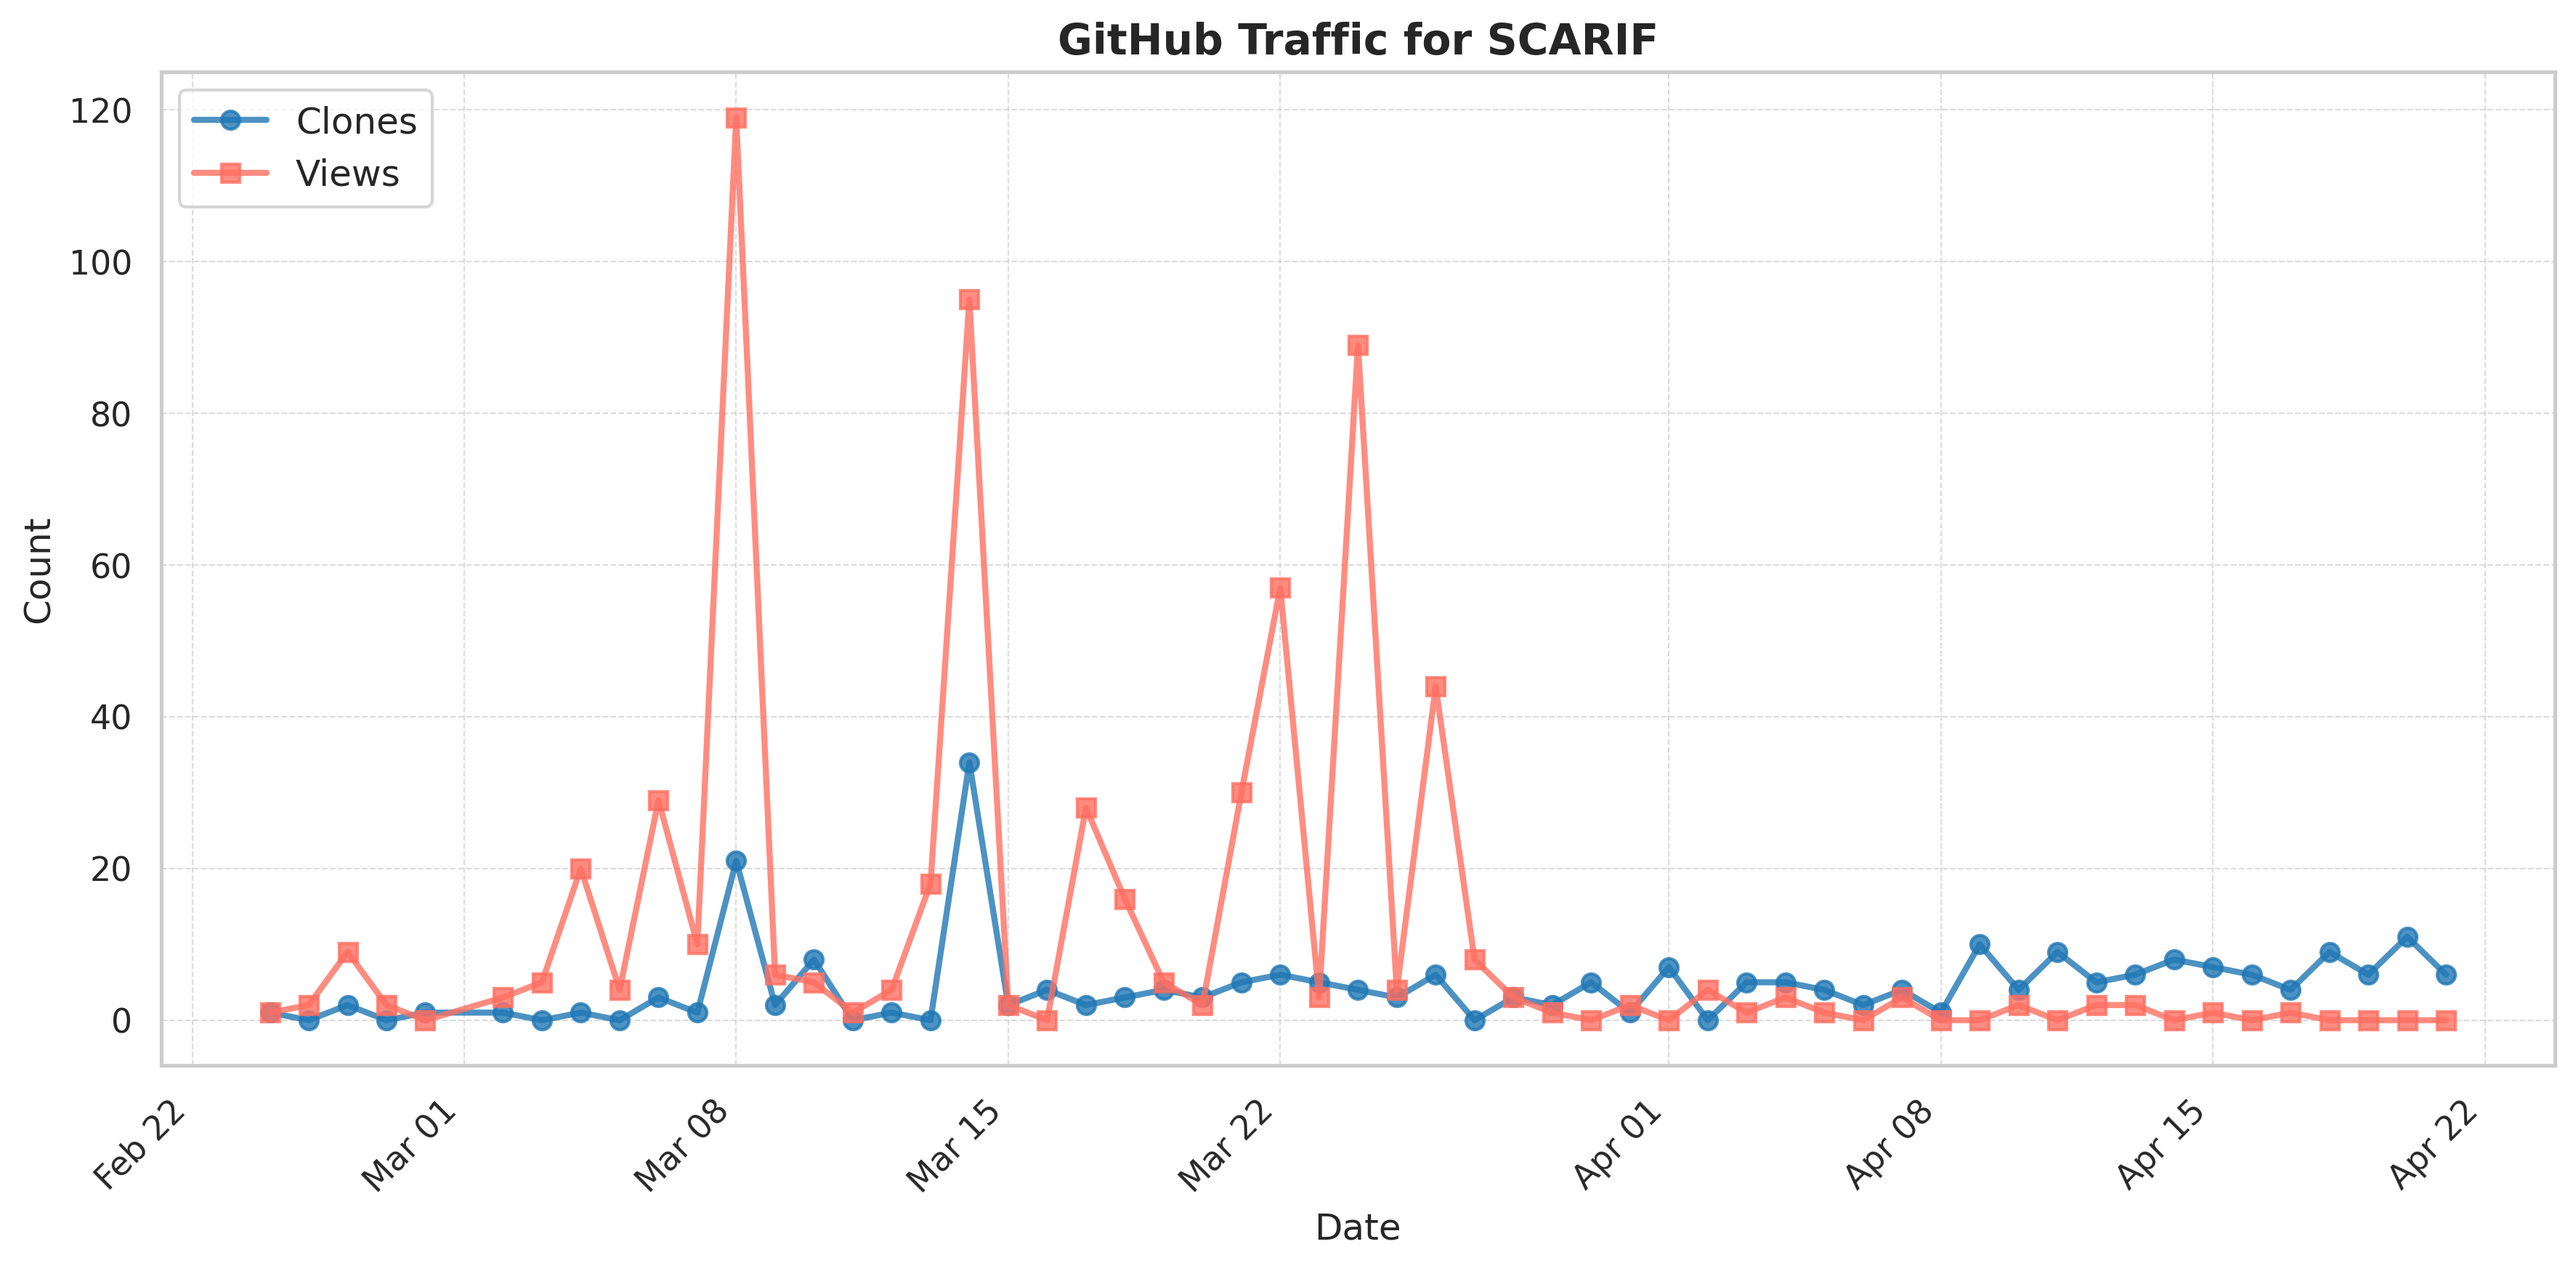 GitHub Traffic for SCARIF
Clones
Views
120
100
80
60
40
20
0
Count
Feb 22
Mar 01
Mar 08
Mar 15
Mar 22
Apr 01
Apr 08
Apr 15
Apr 22
Date